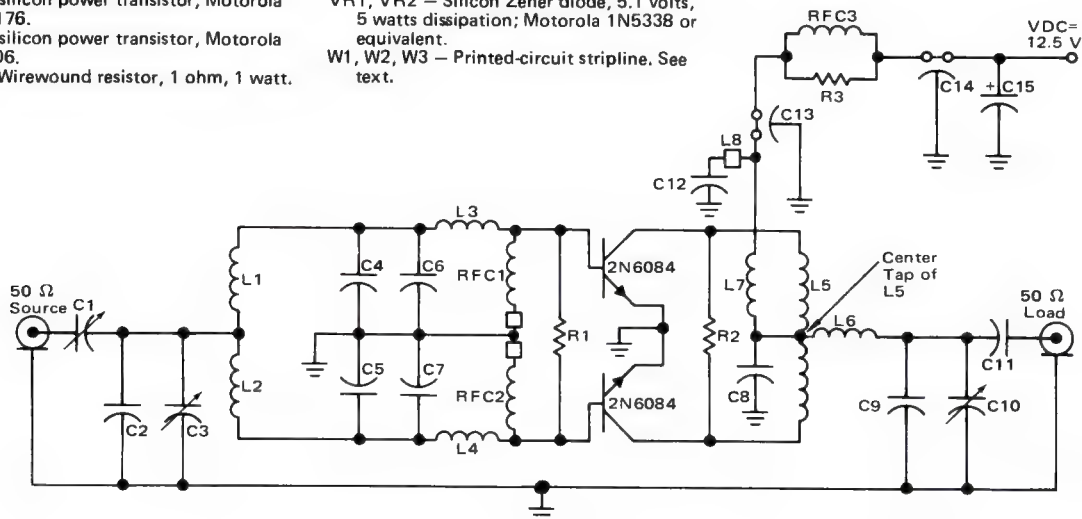 silicon power transistor, Motorola
176.
silicon power transistor, Motorola
06.
Wirewound resistor, 1 ohm, 1 watt.
VR1, VR2 – Silicon Zener diode, 5.1 volts,
5 watts dissipation; Motorola 1N5338 or
equivalent.
W1, W2, W3 – Printed-circuit stripline. See
text.
RFC3
R3
VDC=
12.5 V
C14
+
C15
C13
L8
C12
L3
L1
C4
C6
RFC1
2N6084
L7
L5
Center
Tap of
L5
50 Ω
Source
C1
R1
R2
L6
50 Ω
Load
C11
L2
C5
C7
RFC2
2N6084
C8
C2
C3
L4
C9
C10